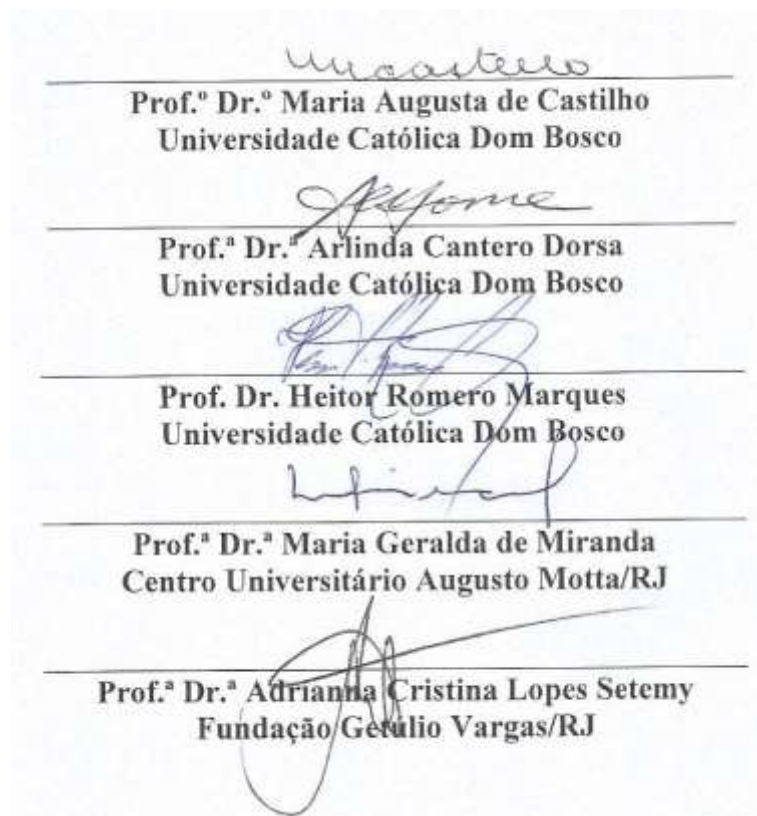 Prof.º Dr.º Maria Augusta de Castilho
Universidade Católica Dom Bosco
Prof.ª Dr.ª Arlinda Cantero Dorsa
Universidade Católica Dom Bosco
Prof. Dr. Heitor Romero Marques
Universidade Católica Dom Bosco
Prof.ª Dr.ª Maria Geralda de Miranda
Centro Universitário Augusto Motta/RJ
Prof.ª Dr.ª Adrianna Cristina Lopes Setemy
Fundação Getúlio Vargas/RJ